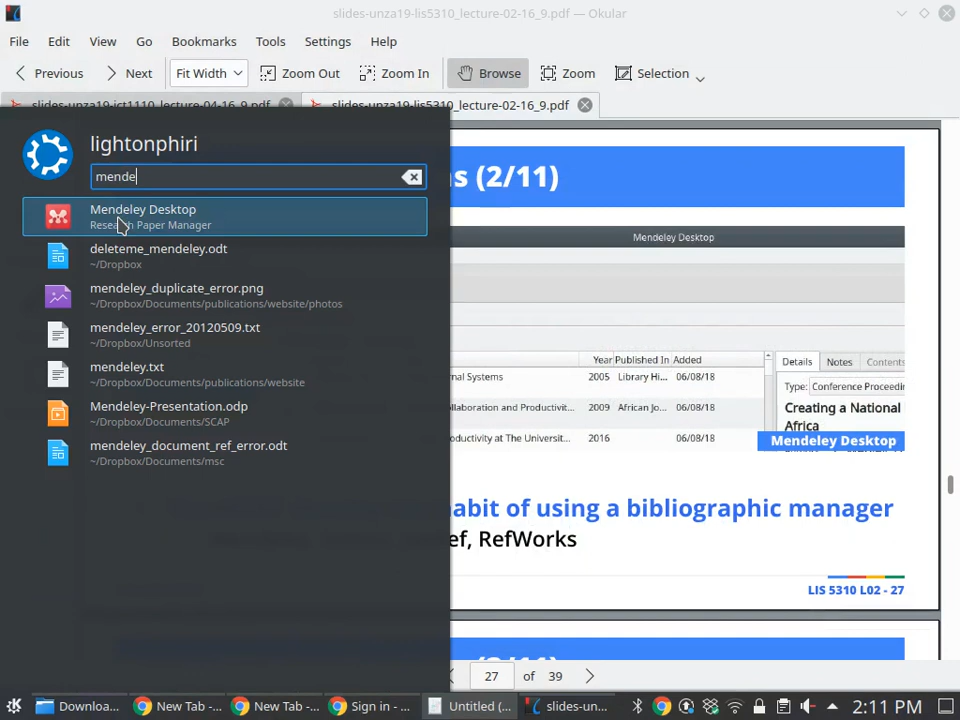 slides-unza19-lis5310_lecture-02-16_9.pdf — Okular
File Edit View Go Bookmarks Tools Settings Help
Previous Next Fit Width Zoom Out Zoom In Browse Zoom Selection
slides-unza19-ict1110_lecture-04-16_9.pdf slides-unza19-lis5310_lecture-02-16_9.pdf
lightonphiri
mende
Mendeley Desktop
Research Paper Manager
deleteme_mendeley.odt
~/Dropbox
mendeley_duplicate_error.png
~/Dropbox/Documents/publications/website/photos
mendeley_error_20120509.txt
~/Dropbox/Unsorted
mendeley.txt
~/Dropbox/Documents/publications/website
Mendeley-Presentation.odp
~/Dropbox/Documents/SCAP
mendeley_document_ref_error.odt
~/Dropbox/Documents/msc
s (2/11)
Mendeley Desktop
Year Published In Added
nal Systems 2005 Library Hi... 06/08/18
llaboration and Productivit... 2009 African Jo... 06/08/18
oductivity at The Universit... 2016 06/08/18
Details Notes Contents
Type: Conference Proceedin
Creating a National
Africa
Mendeley Desktop
abit of using a bibliographic manager
ef, RefWorks
LIS 5310 L02 - 27
27 of 39
Downloa... New Tab -... New Tab -... Sign in -... Untitled (... slides-un... 2:11 PM